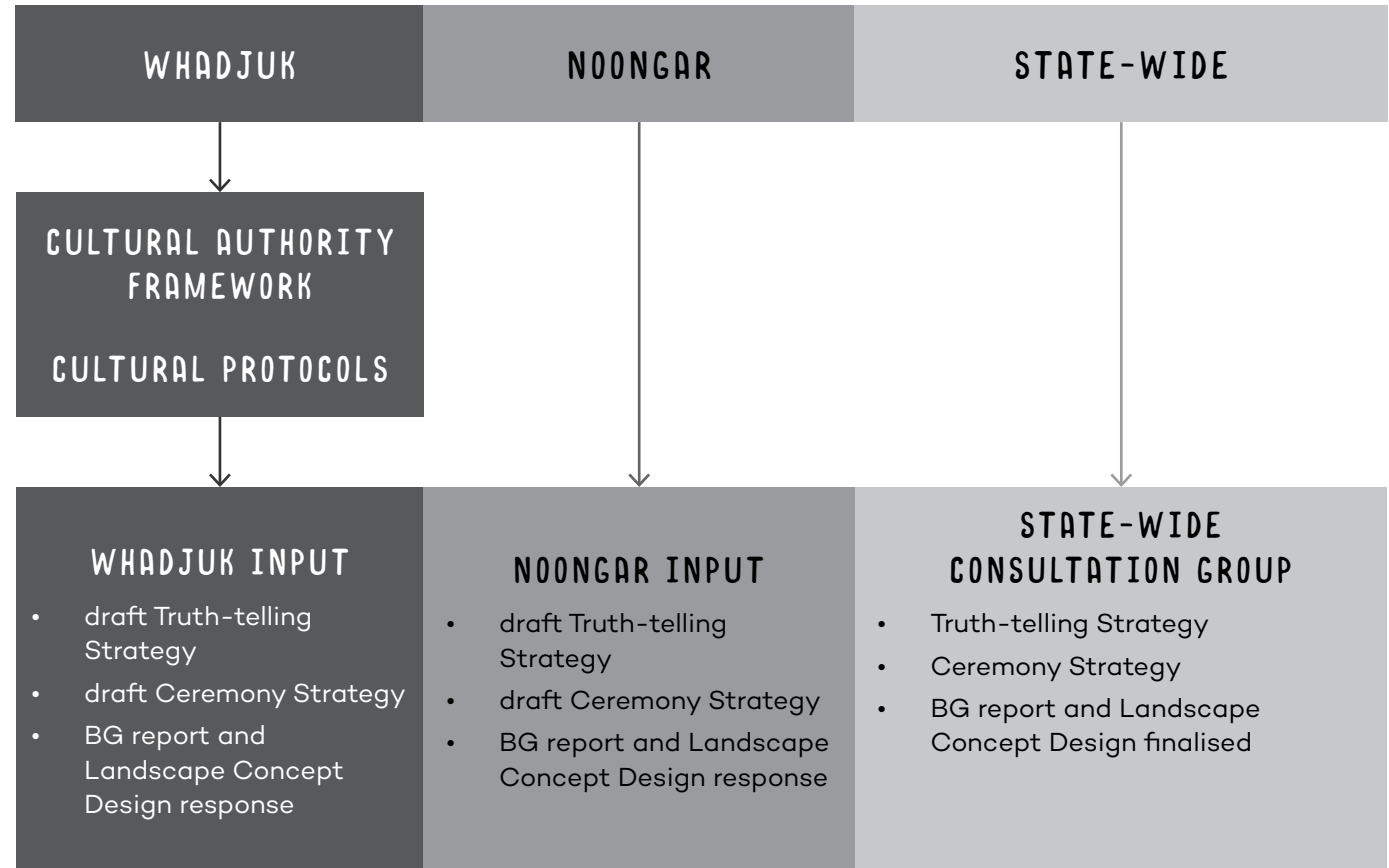 WHADJUK
NOONGAR
STATE-WIDE
CULTURAL AUTHORITY
FRAMEWORK
CULTURAL PROTOCOLS
WHADJUK INPUT
• draft Truth-telling
Strategy
• draft Ceremony Strategy
• BG report and
Landscape Concept
Design response
NOONGAR INPUT
• draft Truth-telling
Strategy
• draft Ceremony Strategy
• BG report and Landscape
Concept Design response
STATE-WIDE
CONSULTATION GROUP
• Truth-telling Strategy
• Ceremony Strategy
• BG report and Landscape
Concept Design finalised